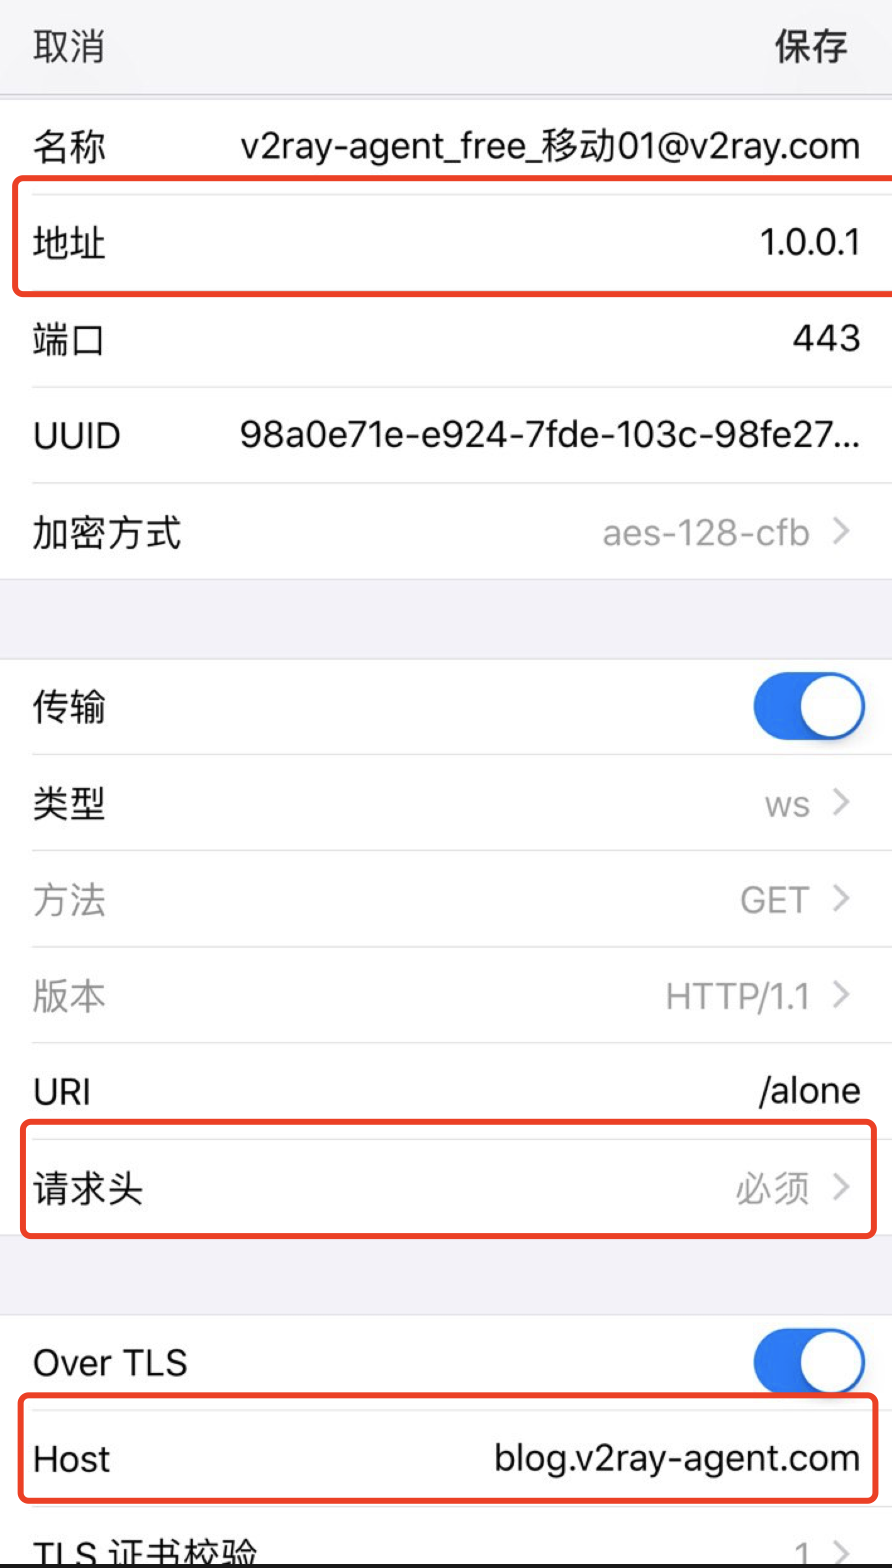 取消 保存
名称 v2ray-agent_free_移动01@v2ray.com
地址 1.0.0.1
端口 443
UUID 98a0e71e-e924-7fde-103c-98fe27...
加密方式 aes-128-cfb
传输
类型 ws
方法 GET
版本 HTTP/1.1
URI /alone
请求头 必须
Over TLS
Host blog.v2ray-agent.com
TLS 证书校验 1